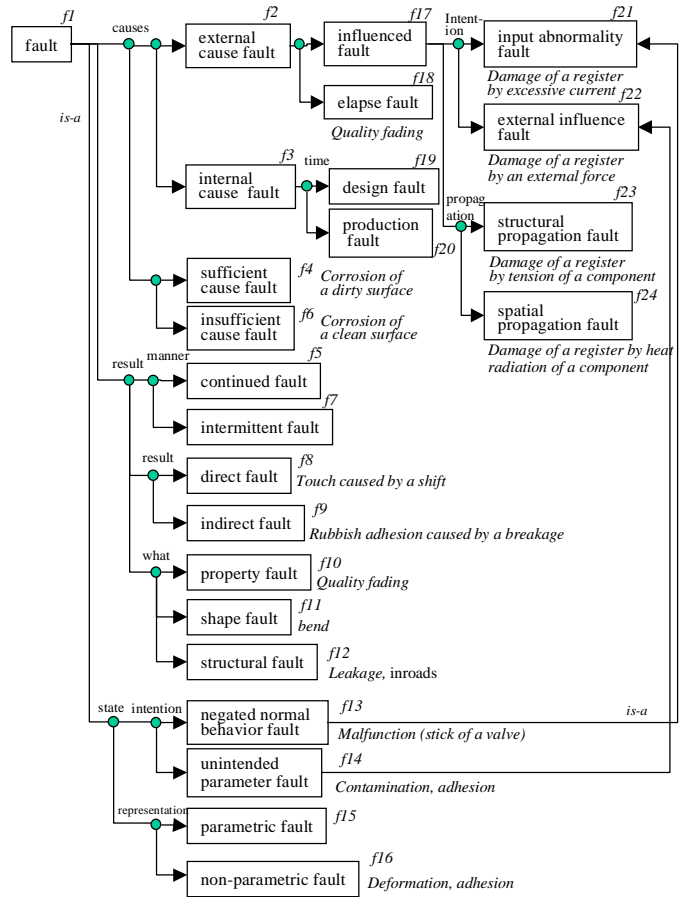 f1
fault
is-a
causes
f2
external
cause fault
f17
influenced
fault
f18
elapse fault
Quality fading
Intent-
ion
f21
input abnormality
fault
Damage of a register
by excessive current
f22
external influence
fault
Damage of a register
by an external force
f3
internal
cause fault
time
f19
design fault
production
fault
f20
propag
ation
f23
structural
propagation fault
Damage of a register
by tension of a component
f24
spatial
propagation fault
Damage of a register by heat
radiation of a component
sufficient
cause fault
f4
Corrosion of
a dirty surface
insufficient
cause fault
f6
Corrosion of
a clean surface
result
manner
f5
continued fault
f7
intermittent fault
result
f8
direct fault
Touch caused by a shift
f9
indirect fault
Rubbish adhesion caused by a breakage
what
f10
property fault
Quality fading
f11
shape fault
bend
f12
structural fault
Leakage, inroads
state
intention
f13
negated normal
behavior fault
Malfunction (stick of a valve)
is-a
f14
unintended
parameter fault
Contamination, adhesion
representation
f15
parametric fault
f16
non-parametric fault
Deformation, adhesion